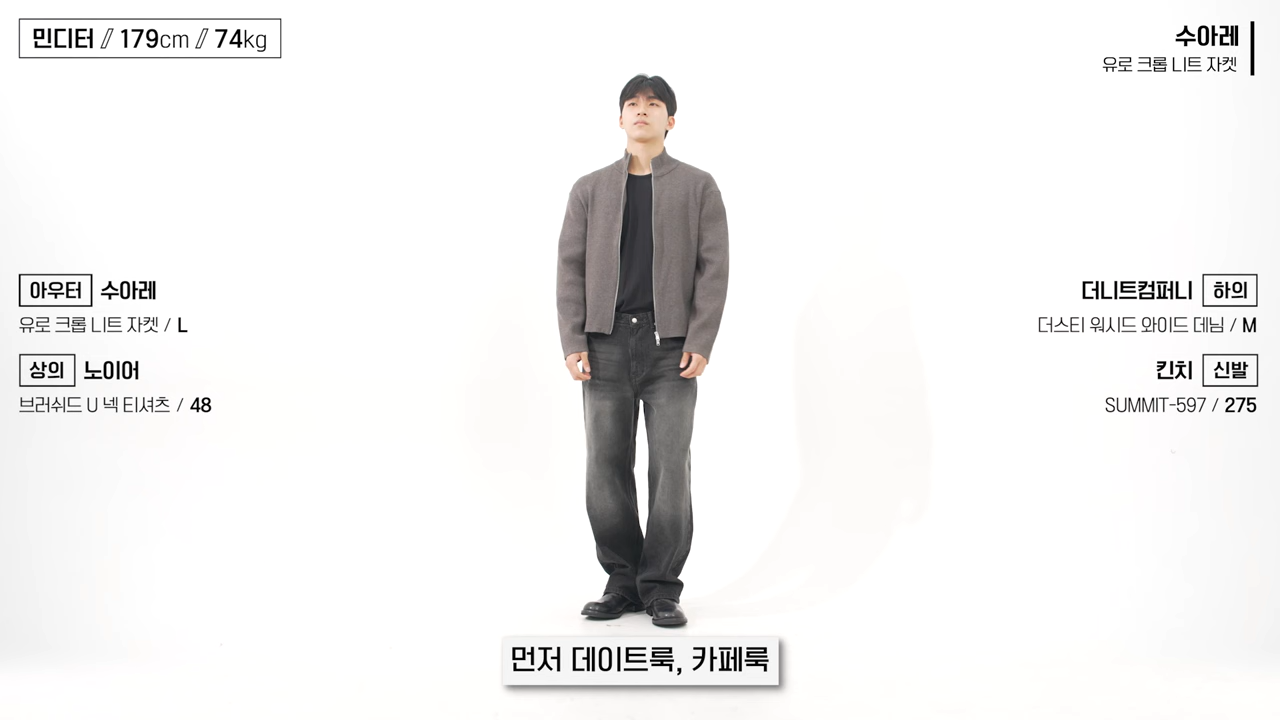 민디터 // 179cm // 74kg
수아레
유로 크롭 니트 자켓
아우터 수아레
유로 크롭 니트 자켓 / L
상의 노이어
브러쉬드 U 넥 티셔츠 / 48
더니트컴퍼니 하의
더스티 워시드 와이드 데님 / M
킨치 신발
SUMMIT-597 / 275
먼저 데이트룩, 카페룩